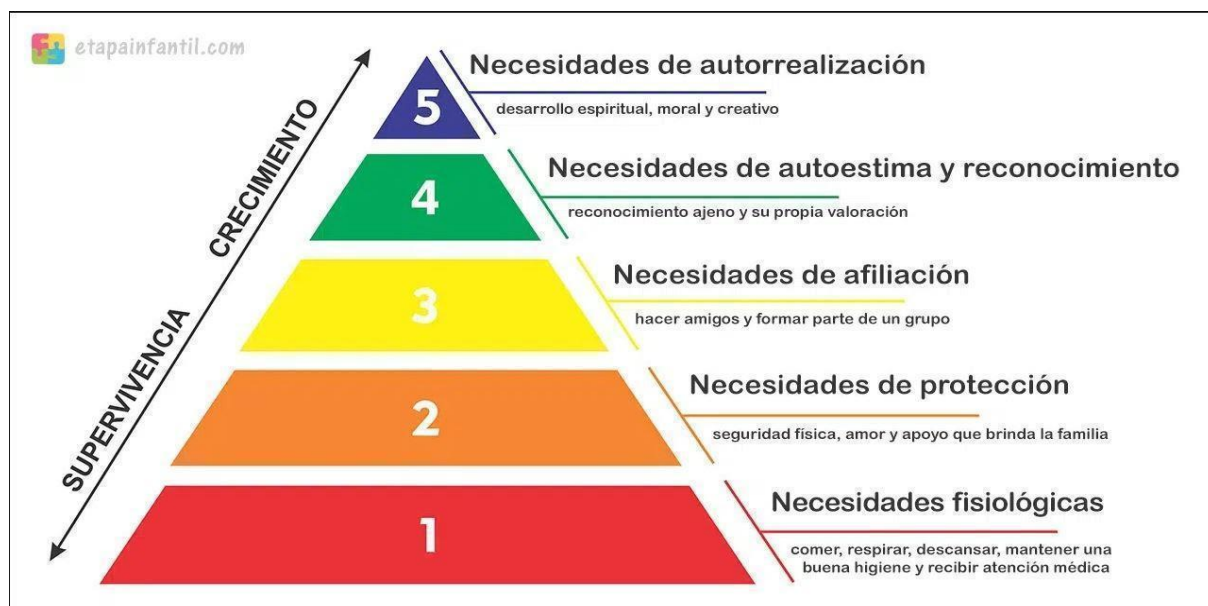 etapainfantil.com
CRECIMIENTO
SUPERVIVENCIA
5
Necesidades de autorrealización
desarrollo espiritual, moral y creativo
4
Necesidades de autoestima y reconocimiento
reconocimiento ajeno y su propia valoración
3
Necesidades de afiliación
hacer amigos y formar parte de un grupo
2
Necesidades de protección
seguridad física, amor y apoyo que brinda la familia
1
Necesidades fisiológicas
comer, respirar, descansar, mantener una
buena higiene y recibir atención médica